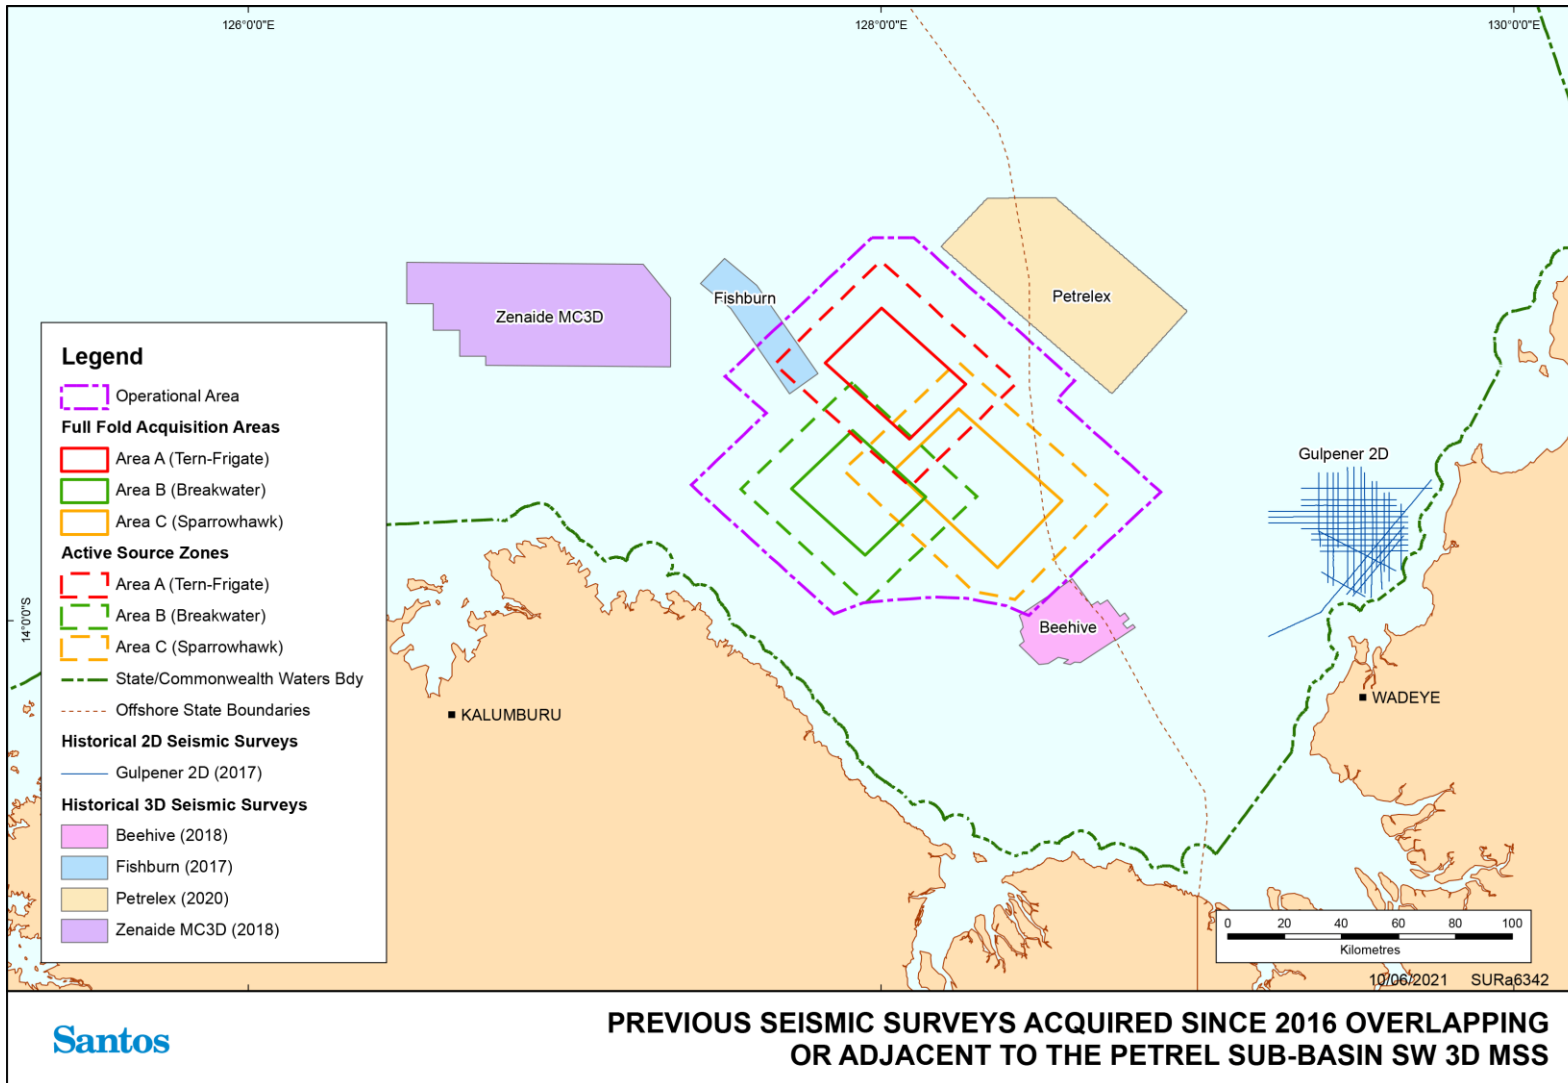 126°0'0"E
128°0'0"E
130°0'0"E
14°0'0"S
Zenaide MC3D
Fishburn
Petrelex
Gulpener 2D
Beehive
KALUMBURU
WADEYE
Legend
Operational Area
Full Fold Acquisition Areas
Area A (Tern-Frigate)
Area B (Breakwater)
Area C (Sparrowhawk)
Active Source Zones
Area A (Tern-Frigate)
Area B (Breakwater)
Area C (Sparrowhawk)
State/Commonwealth Waters Bdy
Offshore State Boundaries
Historical 2D Seismic Surveys
Gulpener 2D (2017)
Historical 3D Seismic Surveys
Beehive (2018)
Fishburn (2017)
Petrelex (2020)
Zenaide MC3D (2018)
0 20 40 60 80 100
Kilometres
10/06/2021 SURa6342
Santos
PREVIOUS SEISMIC SURVEYS ACQUIRED SINCE 2016 OVERLAPPING
OR ADJACENT TO THE PETREL SUB-BASIN SW 3D MSS